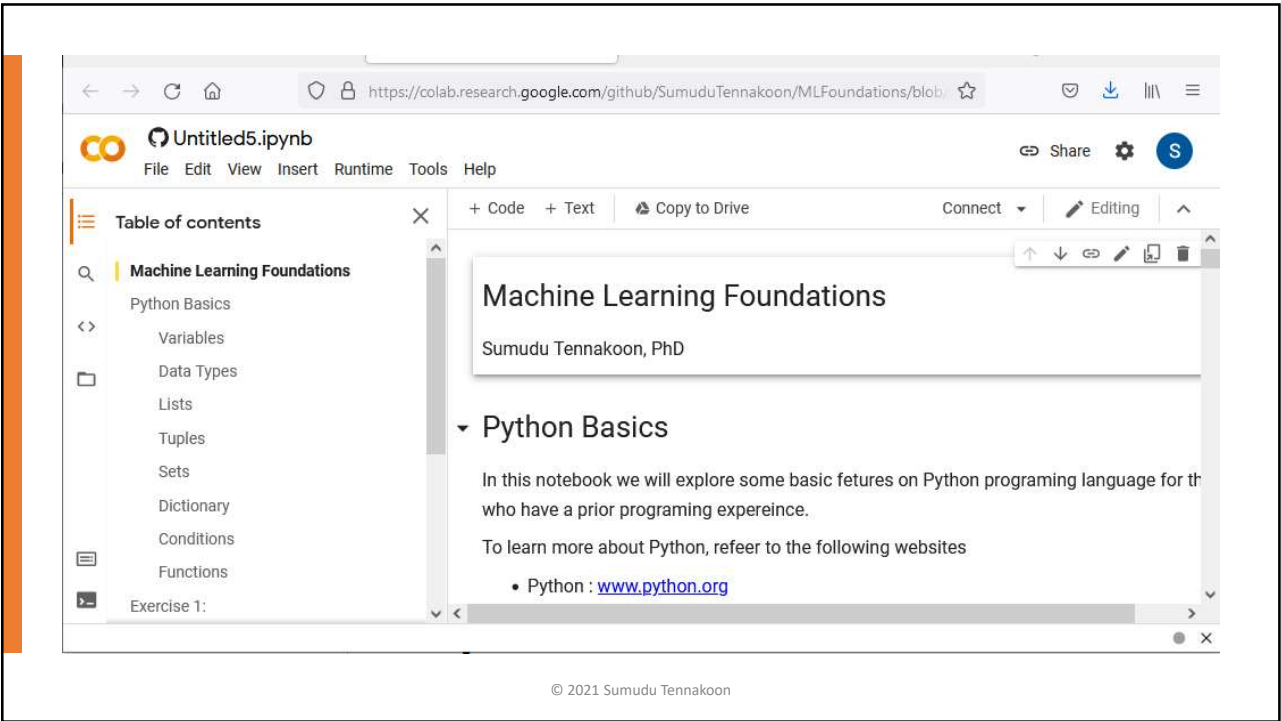 https://colab.research.google.com/github/SumuduTennakoon/MLFoundations/blob/
Untitled5.ipynb
File Edit View Insert Runtime Tools Help
Share
S
Table of contents
Machine Learning Foundations
Python Basics
Variables
Data Types
Lists
Tuples
Sets
Dictionary
Conditions
Functions
Exercise 1:
+ Code + Text Copy to Drive Connect Editing
Machine Learning Foundations
Sumudu Tennakoon, PhD
Python Basics
In this notebook we will explore some basic fetures on Python programing language for th
who have a prior programing expereince.
To learn more about Python, refeer to the following websites
• Python : www.python.org
© 2021 Sumudu Tennakoon